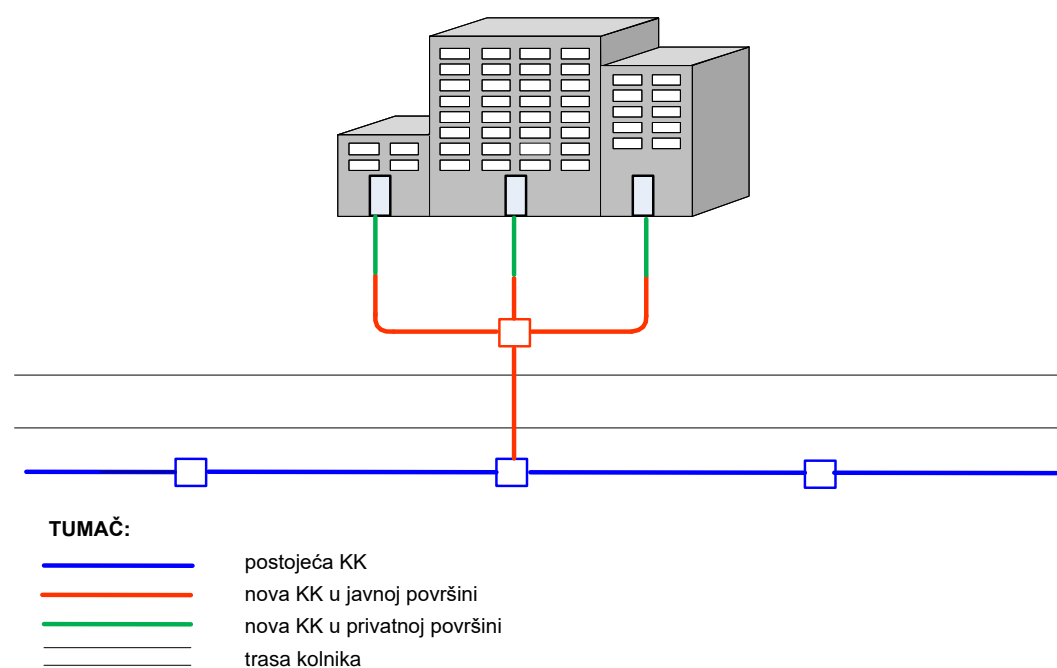 TUMAČ:
postojeća KK
nova KK u javnoj površini
nova KK u privatnoj površini
trasa kolnika